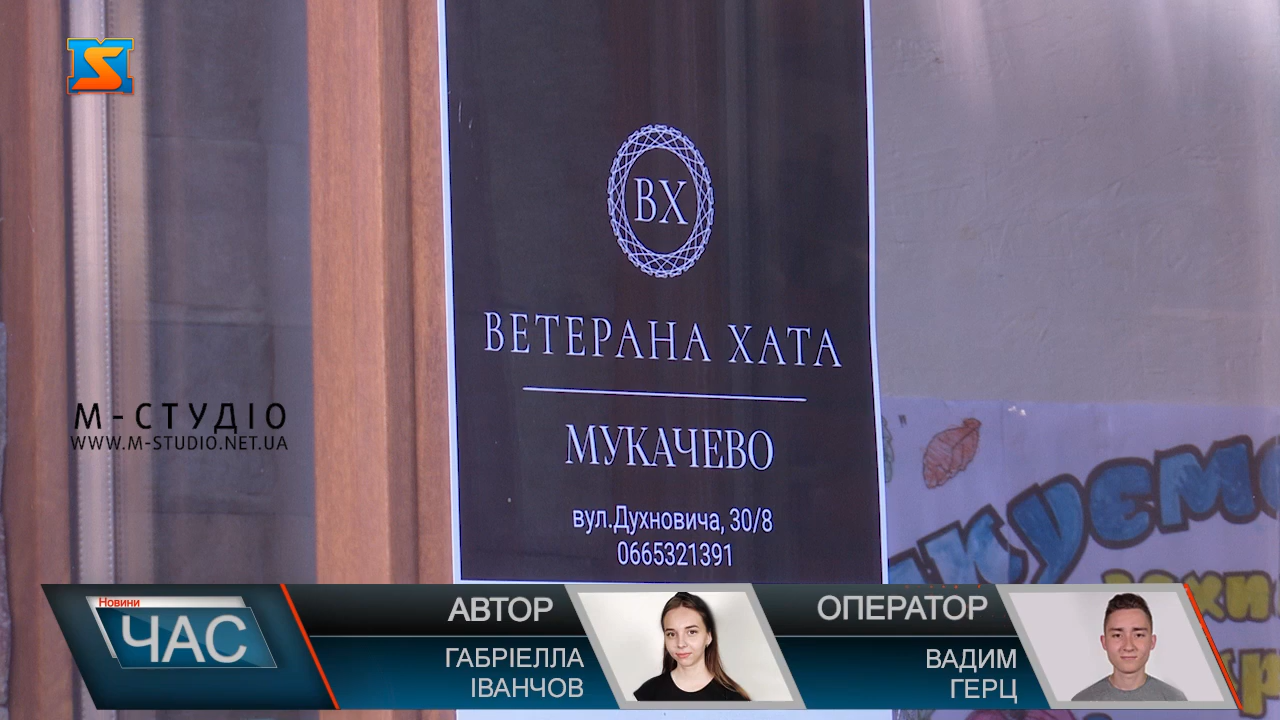 ВХ
ВЕТЕРАНА ХАТА
МУКАЧЕВО
вул.Духновича, 30/8
0665321391
М-СТУДІО
WWW.M-STUDIO.NET.UA
Новини
ЧАС
АВТОР
ГАБРІЕЛЛА
ІВАНЧОВ
ОПЕРАТОР
ВАДИМ
ГЕРЦ